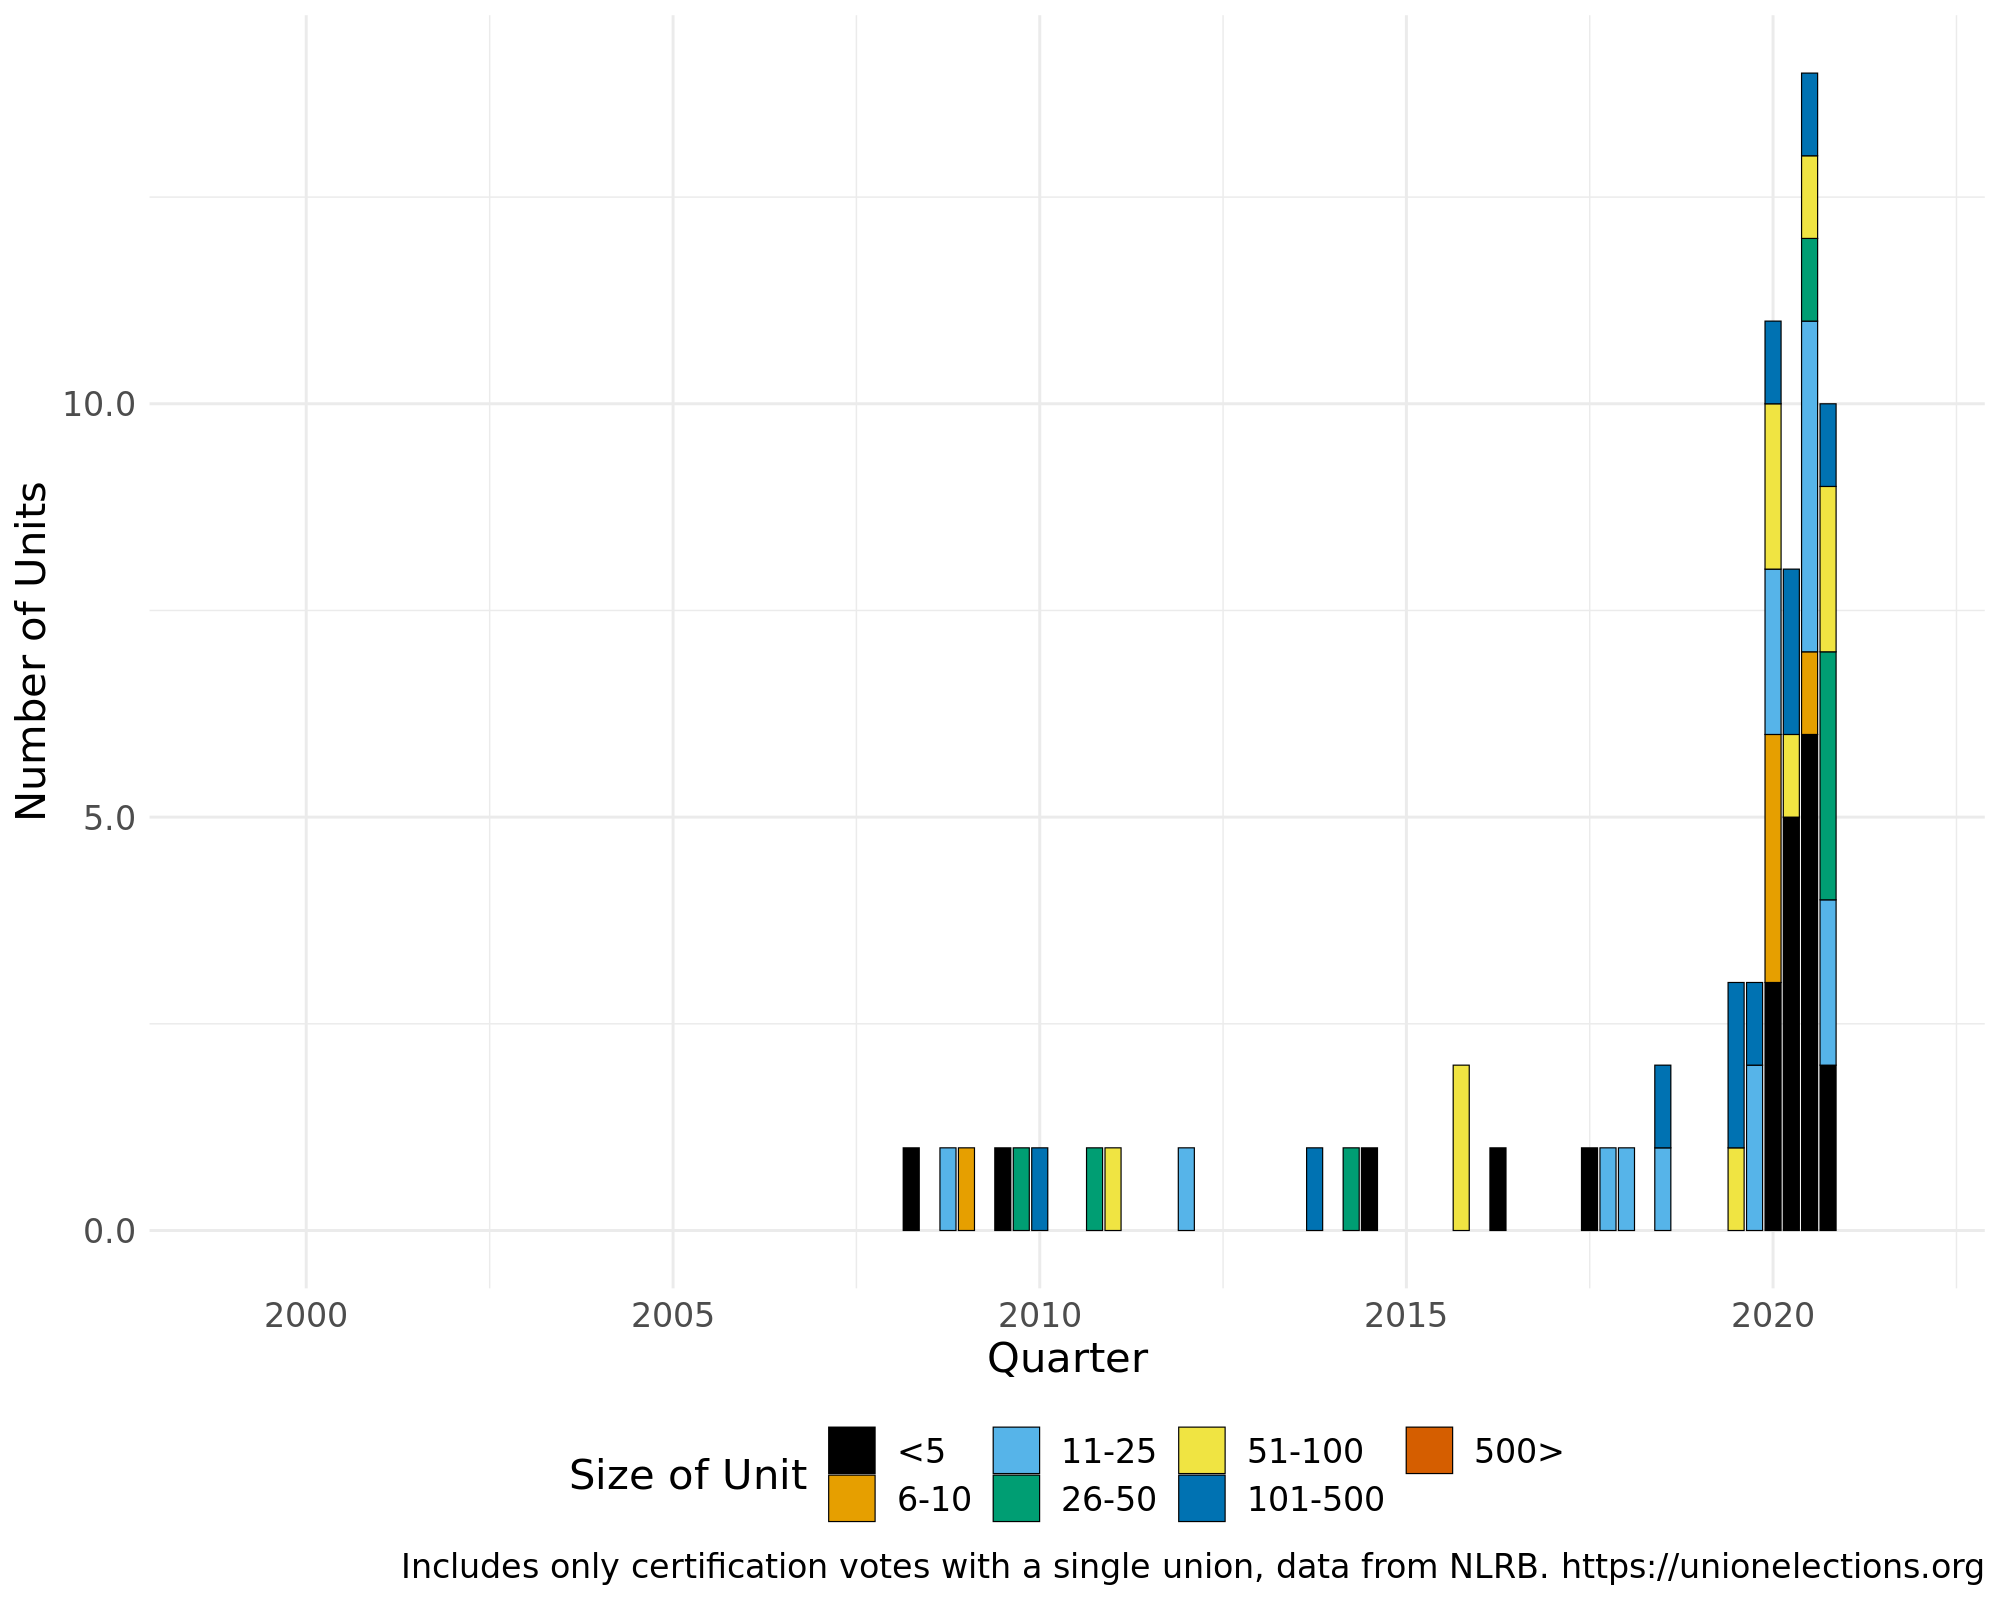 10.0
5.0
0.0
Number of Units
2000 2005 2010 2015 2020
Quarter
Size of Unit
<5 11-25 51-100 500>
6-10 26-50 101-500
Includes only certification votes with a single union, data from NLRB. https://unionelections.org